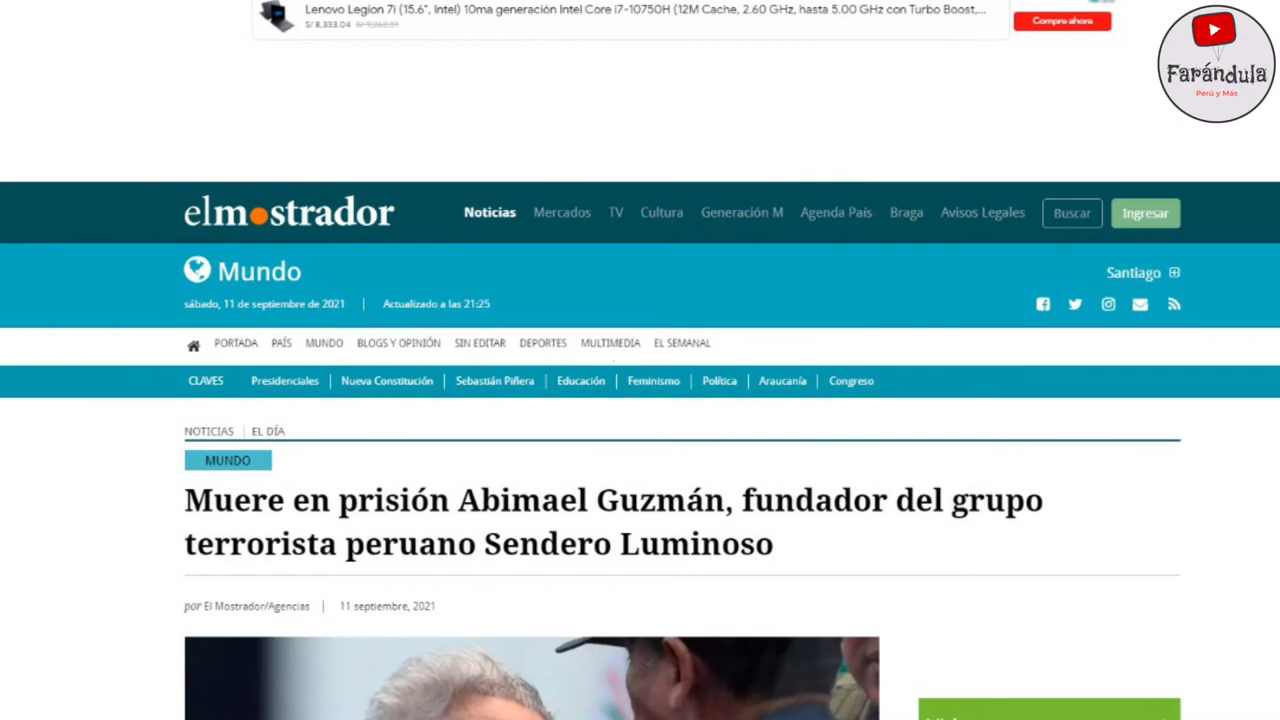 Lenovo Legion 7i (15.6", Intel) 10ma generación Intel Core i7-10750H (12M Cache, 2.60 GHz, hasta 5.00 GHz con Turbo Boost,...
S/ 8,333.04
Compre ahora
Farándula
Perú y Más
elmostrador
Noticias Mercados TV Cultura Generación M Agenda País Braga Avisos Legales Buscar Ingresar
Mundo
Santiago
sábado, 11 de septiembre de 2021 | Actualizado a las 21:25
PORTADA PAÍS MUNDO BLOGS Y OPINIÓN SIN EDITAR DEPORTES MULTIMEDIA EL SEMANAL
CLAVES Presidenciales | Nueva Constitución | Sebastián Piñera | Educación | Feminismo | Política | Araucanía | Congreso
NOTICIAS | EL DÍA
MUNDO
Muere en prisión Abimael Guzmán, fundador del grupo
terrorista peruano Sendero Luminoso
por El Mostrador/Agencias | 11 septiembre, 2021